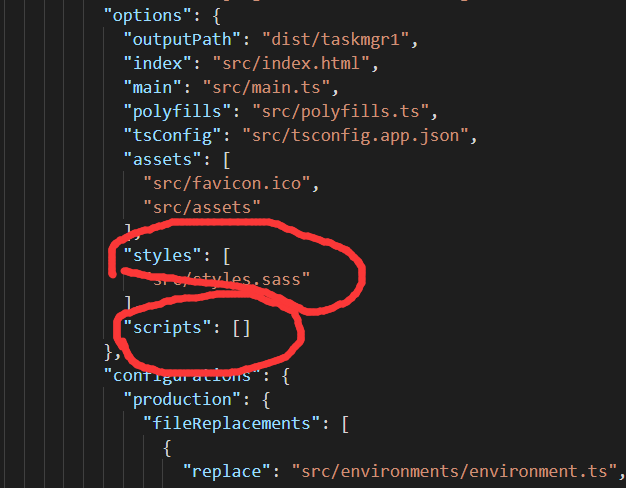 "options": {
"outputPath": "dist/taskmgr1",
"index": "src/index.html",
"main": "src/main.ts",
"polyfills": "src/polyfills.ts",
"tsConfig": "src/tsconfig.app.json",
"assets": [
"src/favicon.ico",
"src/assets"
],
"styles": [
"src/styles.sass"
]
"scripts": []
},
"configurations": {
"production": {
"fileReplacements": [
{
"replace": "src/environments/environment.ts",